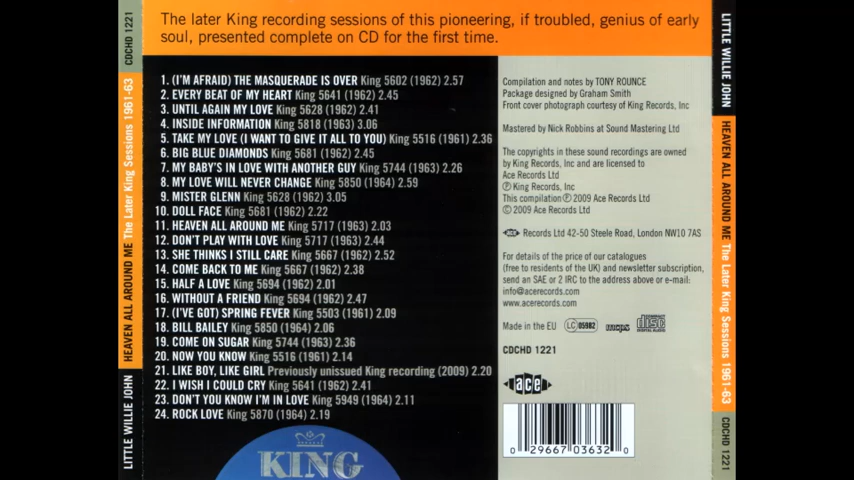 The later King recording sessions of this pioneering, if troubled, genius of early
soul, presented complete on CD for the first time.
CDCHD 1221
HEAVEN ALL AROUND ME The Later King Sessions 1961-63
LITTLE WILLIE JOHN
1. (I'M AFRAID) THE MASQUERADE IS OVER King 5602 (1962) 2.57
2. EVERY BEAT OF MY HEART King 5641 (1962) 2.45
3. UNTIL AGAIN MY LOVE King 5628 (1962) 2.41
4. INSIDE INFORMATION King 5818 (1963) 3.06
5. TAKE MY LOVE (I WANT TO GIVE IT ALL TO YOU) King 5516 (1961) 2.36
6. BIG BLUE DIAMONDS King 5681 (1962) 2.45
7. MY BABY'S IN LOVE WITH ANOTHER GUY King 5744 (1963) 2.26
8. MY LOVE WILL NEVER CHANGE King 5850 (1964) 2.59
9. MISTER GLENN King 5628 (1962) 3.05
10. DOLL FACE King 5681 (1962) 2.22
11. HEAVEN ALL AROUND ME King 5717 (1963) 2.03
12. DON'T PLAY WITH LOVE King 5717 (1963) 2.44
13. SHE THINKS I STILL CARE King 5667 (1962) 2.52
14. COME BACK TO ME King 5667 (1962) 2.38
15. HALF A LOVE King 5694 (1962) 2.01
16. WITHOUT A FRIEND King 5694 (1962) 2.47
17. (I'VE GOT) SPRING FEVER King 5503 (1961) 2.09
18. BILL BAILEY King 5850 (1964) 2.06
19. COME ON SUGAR King 5744 (1963) 2.36
20. NOW YOU KNOW King 5516 (1961) 2.14
21. LIKE BOY, LIKE GIRL Previously unissued King recording (2009) 2.20
22. I WISH I COULD CRY King 5641 (1962) 2.41
23. DON'T YOU KNOW I'M IN LOVE King 5949 (1964) 2.11
24. ROCK LOVE King 5870 (1964) 2.19
KING
Compilation and notes by TONY ROUNCE
Package designed by Graham Smith
Front cover photograph courtesy of King Records, Inc
Mastered by Nick Robbins at Sound Mastering Ltd
The copyrights in these sound recordings are owned
by King Records, Inc and are licensed to
Ace Records Ltd
℗ King Records, Inc
This compilation ℗ 2009 Ace Records Ltd
© 2009 Ace Records Ltd
ace Records Ltd 42-50 Steele Road, London NW10 7AS
For details of the price of our catalogues
(free to residents of the UK) and newsletter subscription,
send an SAE or 2 IRC to the address above or e-mail:
info@acerecords.com
www.acerecords.com
Made in the EU LC 05982 mcps COMPACT disc DIGITAL AUDIO
CDCHD 1221
ace
0 29667 03632 0
LITTLE WILLIE JOHN
HEAVEN ALL AROUND ME The Later King Sessions 1961-63
CDCHD 1221